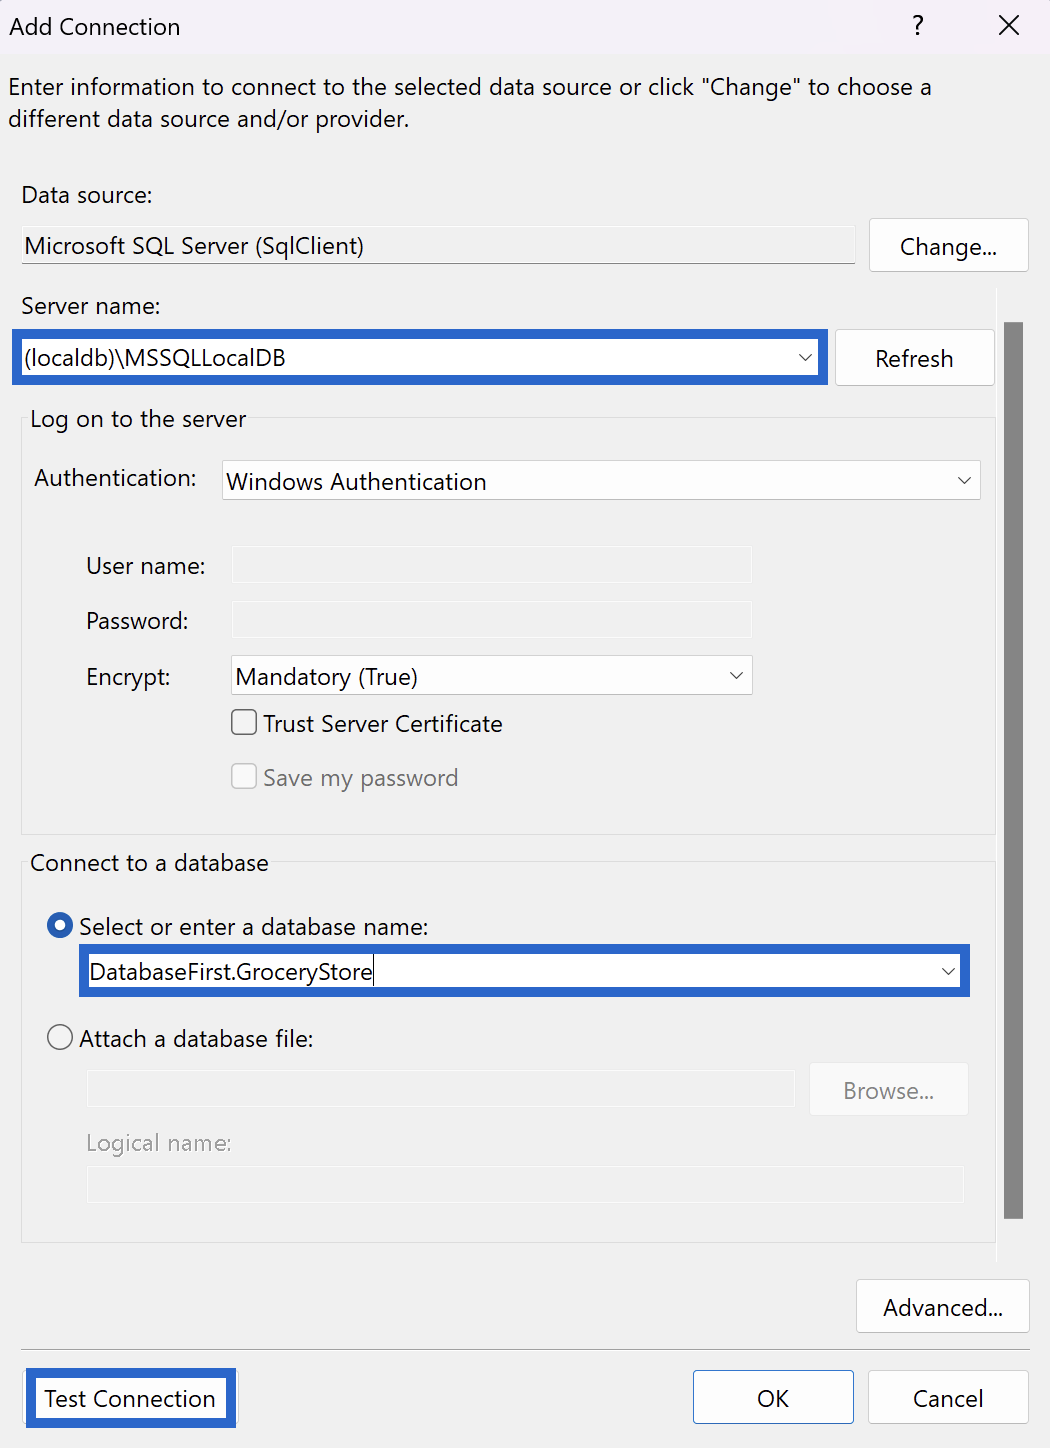 Add Connection
?
Enter information to connect to the selected data source or click "Change" to choose a
different data source and/or provider.
Data source:
Microsoft SQL Server (SqlClient)
Change...
Server name:
(localdb)\MSSQLLocalDB
Refresh
Log on to the server
Authentication:
Windows Authentication
User name:
Password:
Encrypt:
Mandatory (True)
Trust Server Certificate
Save my password
Connect to a database
Select or enter a database name:
DatabaseFirst.GroceryStore
Attach a database file:
Browse...
Logical name:
Advanced...
Test Connection
OK
Cancel